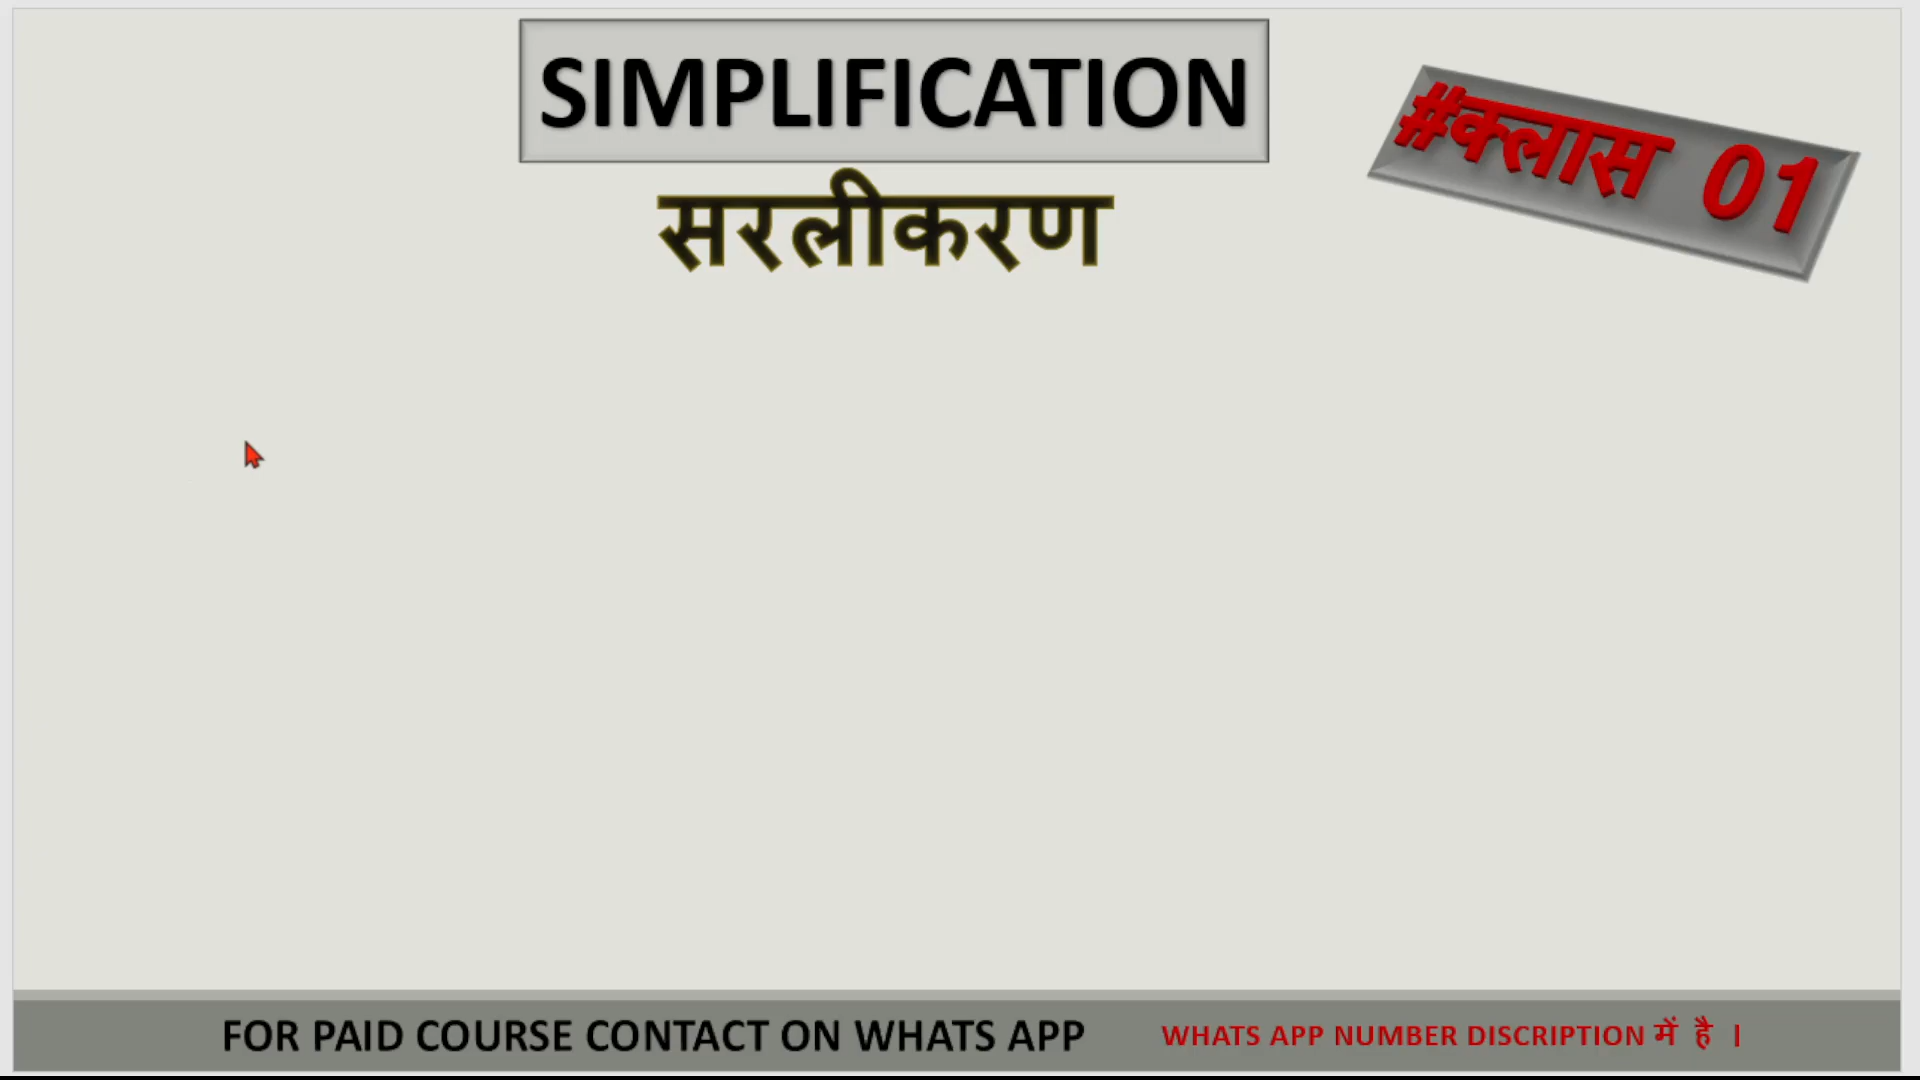 SIMPLIFICATION
#क्लास 01
सरलीकरण
FOR PAID COURSE CONTACT ON WHATS APP
WHATS APP NUMBER DISCRIPTION में है ।